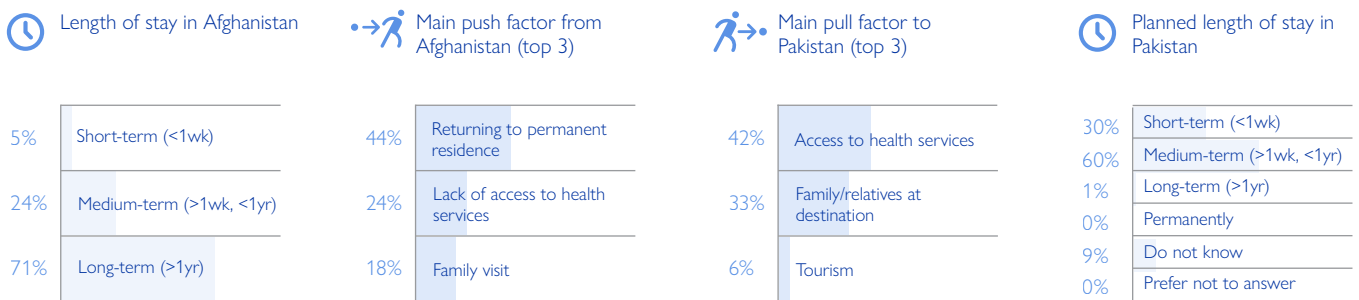 Length of stay in Afghanistan
5% Short-term (<1wk)
24% Medium-term (>1wk, <1yr)
71% Long-term (>1yr)
Main push factor from
Afghanistan (top 3)
44% Returning to permanent
residence
24% Lack of access to health
services
18% Family visit
Main pull factor to
Pakistan (top 3)
42% Access to health services
33% Family/relatives at
destination
6% Tourism
Planned length of stay in
Pakistan
30% Short-term (<1wk)
60% Medium-term (>1wk, <1yr)
1% Long-term (>1yr)
0% Permanently
9% Do not know
0% Prefer not to answer